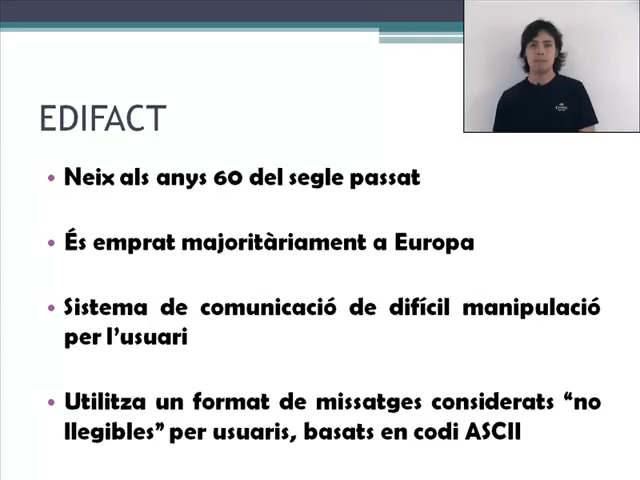 EDIFACT
• Neix als anys 60 del segle passat
• És emprat majoritàriament a Europa
• Sistema de comunicació de difícil manipulació
per l’usuari
• Utilitza un format de missatges considerats “no
llegibles” per usuaris, basats en codi ASCII